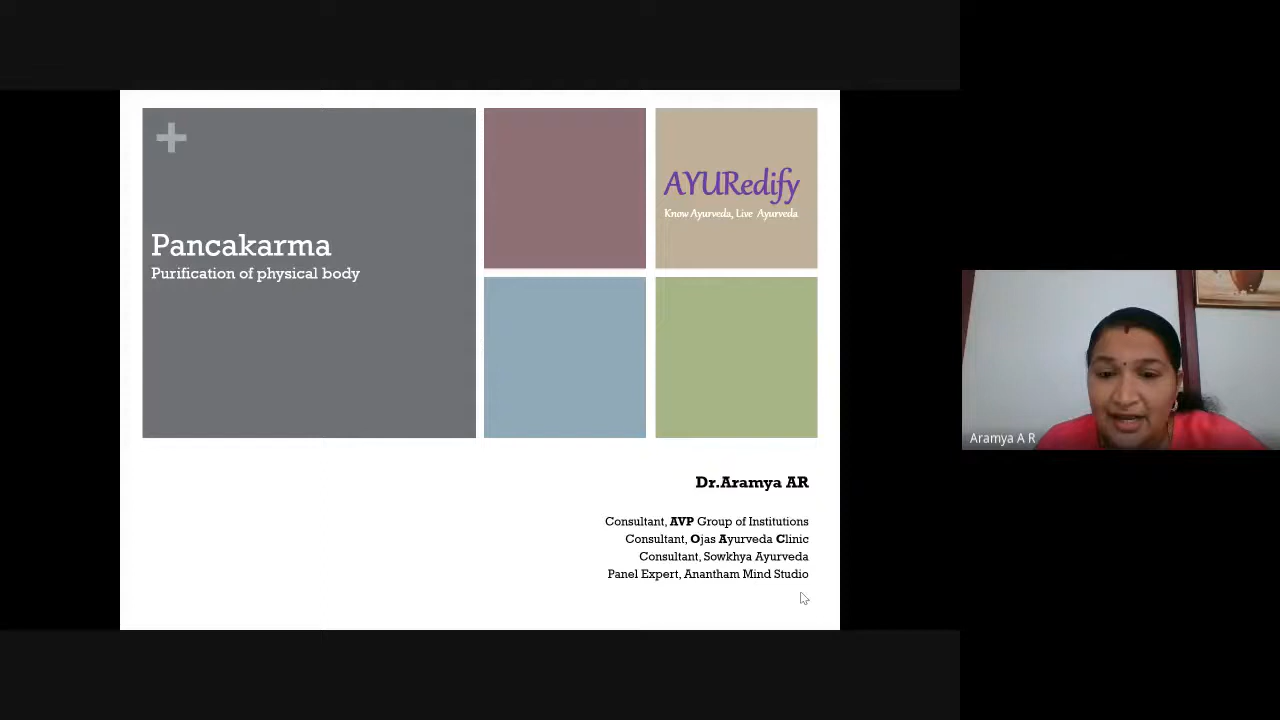 +
Pancakarma
Purification of physical body
AYURedify
Know Ayurveda, Live Ayurveda
Dr.Aramya AR
Consultant, AVP Group of Institutions
Consultant, Ojas Ayurveda Clinic
Consultant, Sowkhya Ayurveda
Panel Expert, Anantham Mind Studio
Aramya A R